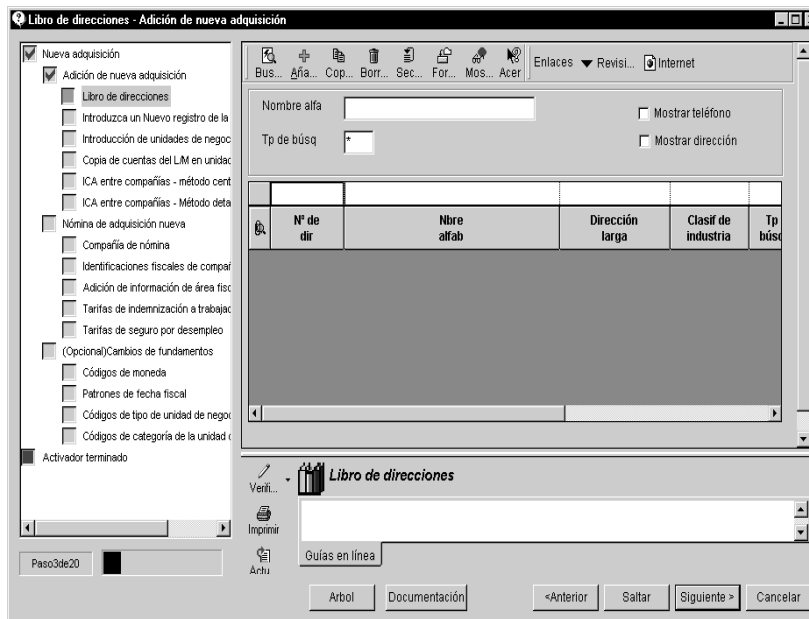 Libro de direcciones - Adición de nueva adquisición
Nueva adquisición
Adición de nueva adquisición
Libro de direcciones
Introduzca un Nuevo registro de la
Introducción de unidades de negoc
Copia de cuentas del L/M en unidad
ICA entre compañías - método cent
ICA entre compañías - Método deta
Nómina de adquisición nueva
Compañía de nómina
Identificaciones fiscales de compañ
Adición de información de área fisc
Tarifas de indemnización a trabajad
Tarifas de seguro por desempleo
(Opcional)Cambios de fundamentos
Códigos de moneda
Patrones de fecha fiscal
Códigos de tipo de unidad de negoc
Códigos de categoría de la unidad d
Activador terminado
Paso3de20
Bus... Aña... Cop... Borr... Sec... For... Mos... Acer Enlaces Revisi... Internet
Nombre alfa
Mostrar teléfono
Tp de búsq *
Mostrar dirección
Nº de dir
Nbre alfab
Dirección larga
Clasif de industria
Tp búsq
Verifi...
Libro de direcciones
Imprimir
Actu
Guías en línea
Arbol Documentación <Anterior Saltar Siguiente > Cancelar